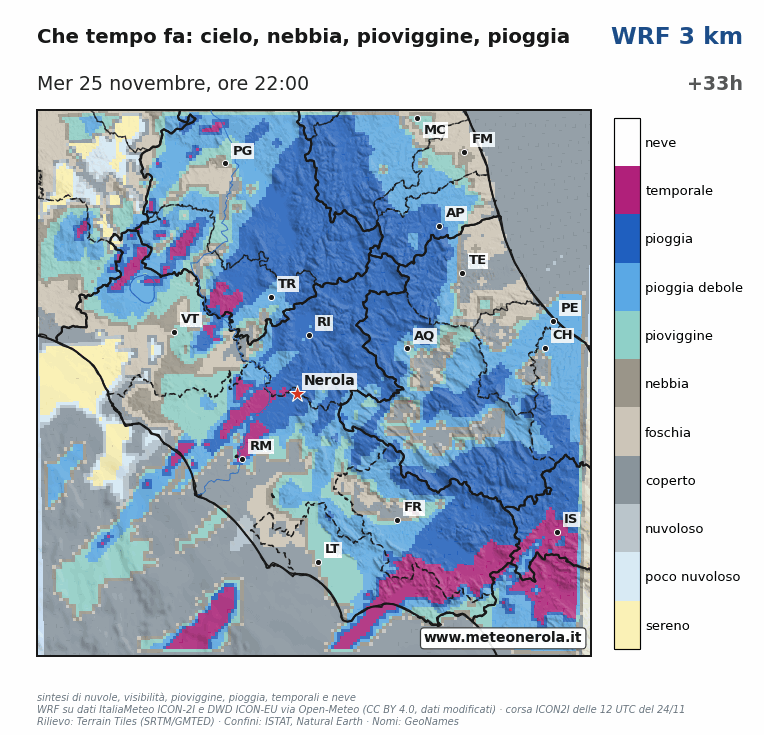 Che tempo fa: cielo, nebbia, pioviggine, pioggia
WRF 3 km
Mer 25 novembre, ore 22:00
+33h
MC
FM
PG
AP
TE
TR
PE
VT
RI
AQ
CH
Nerola
RM
FR
IS
LT
www.meteonerola.it
neve
temporale
pioggia
pioggia debole
pioviggine
nebbia
foschia
coperto
nuvoloso
poco nuvoloso
sereno
sintesi di nuvole, visibilità, pioviggine, pioggia, temporali e neve
WRF su dati ItaliaMeteo ICON-2I e DWD ICON-EU via Open-Meteo (CC BY 4.0, dati modificati) · corsa ICON2I delle 12 UTC del 24/11
Rilievo: Terrain Tiles (SRTM/GMTED) · Confini: ISTAT, Natural Earth · Nomi: GeoNames